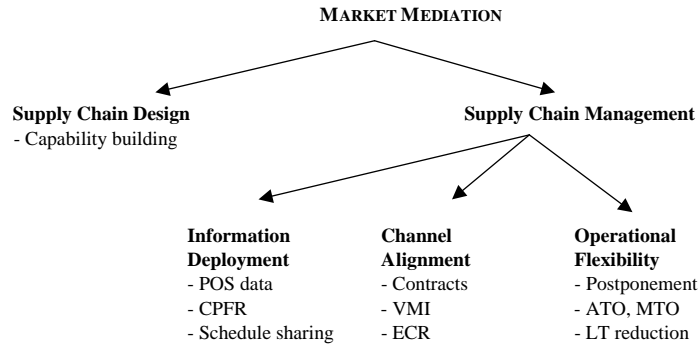 MARKET MEDIATION
Supply Chain Design
- Capability building
Supply Chain Management
Information
Deployment
- POS data
- CPFR
- Schedule sharing
Channel
Alignment
- Contracts
- VMI
- ECR
Operational
Flexibility
- Postponement
- ATO, MTO
- LT reduction